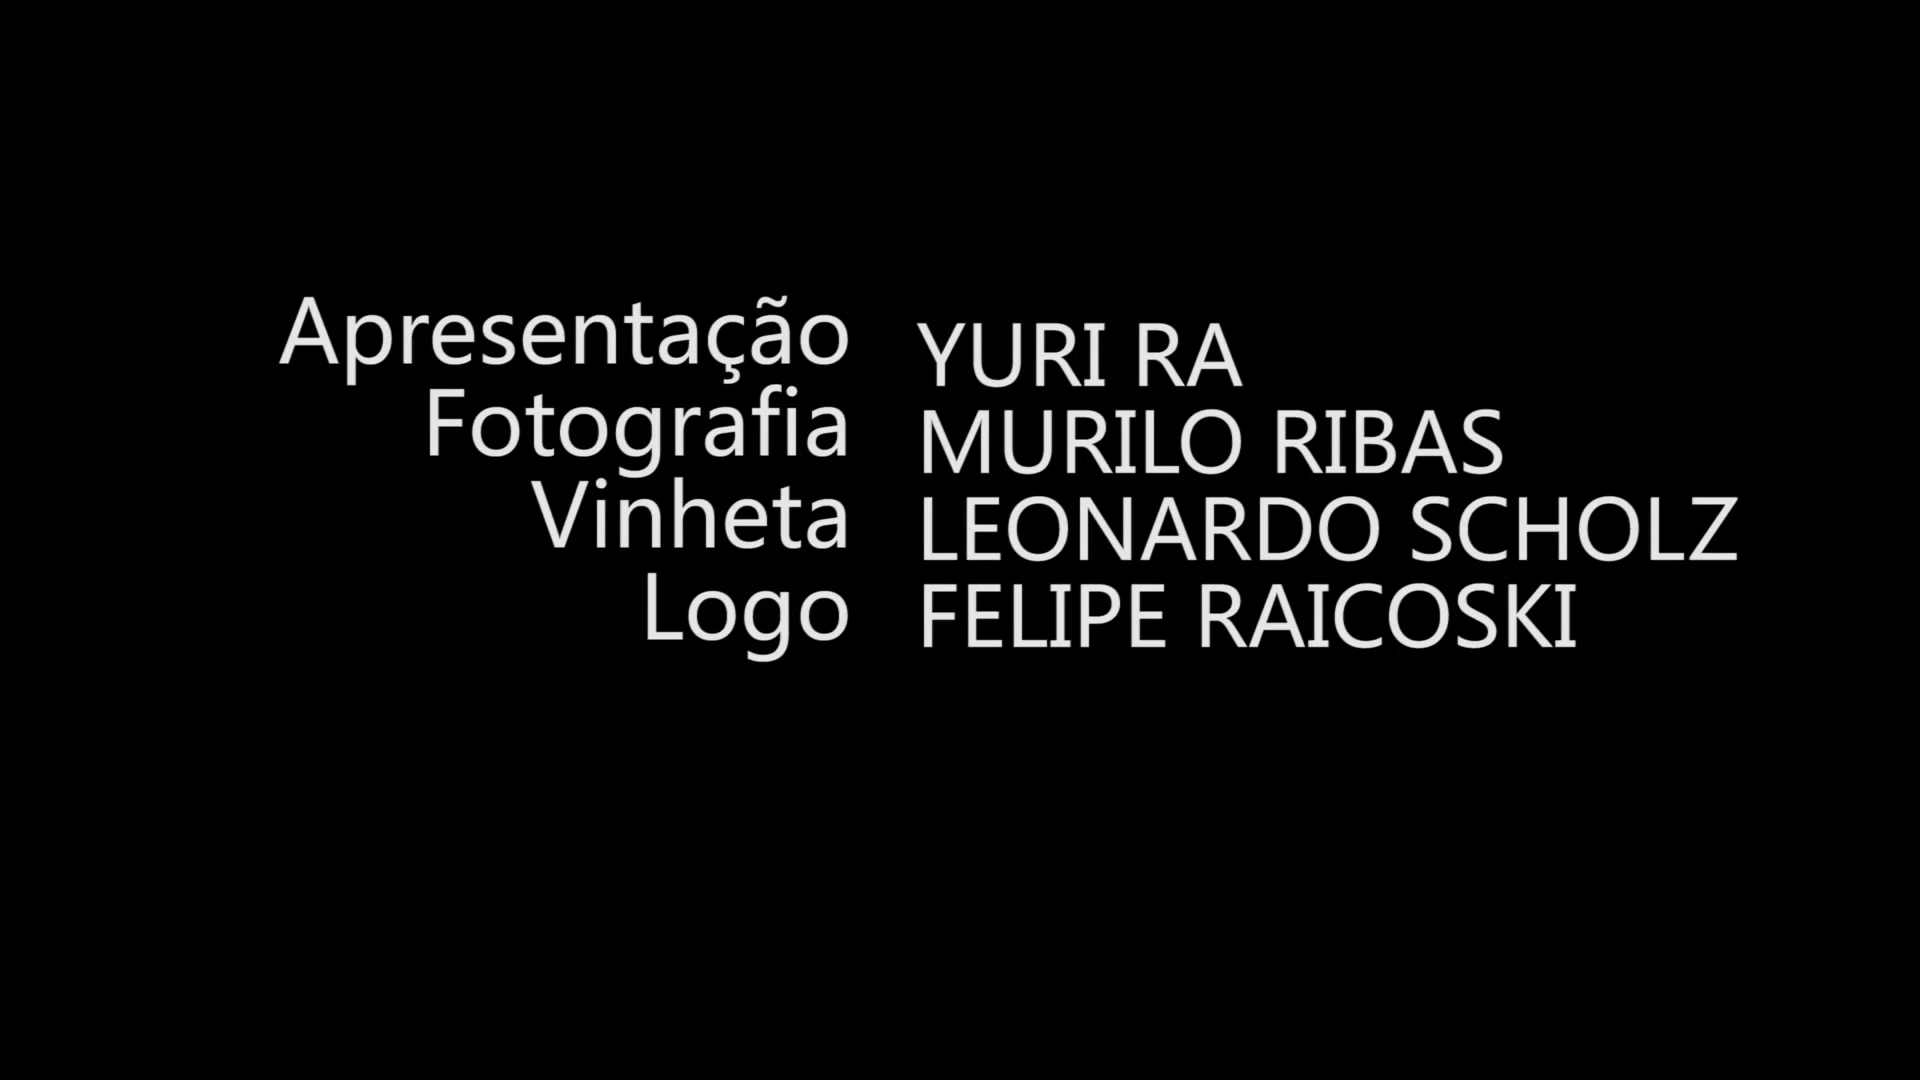 Apresentação YURI RA
Fotografia MURILO RIBAS
Vinheta LEONARDO SCHOLZ
Logo FELIPE RAICOSKI